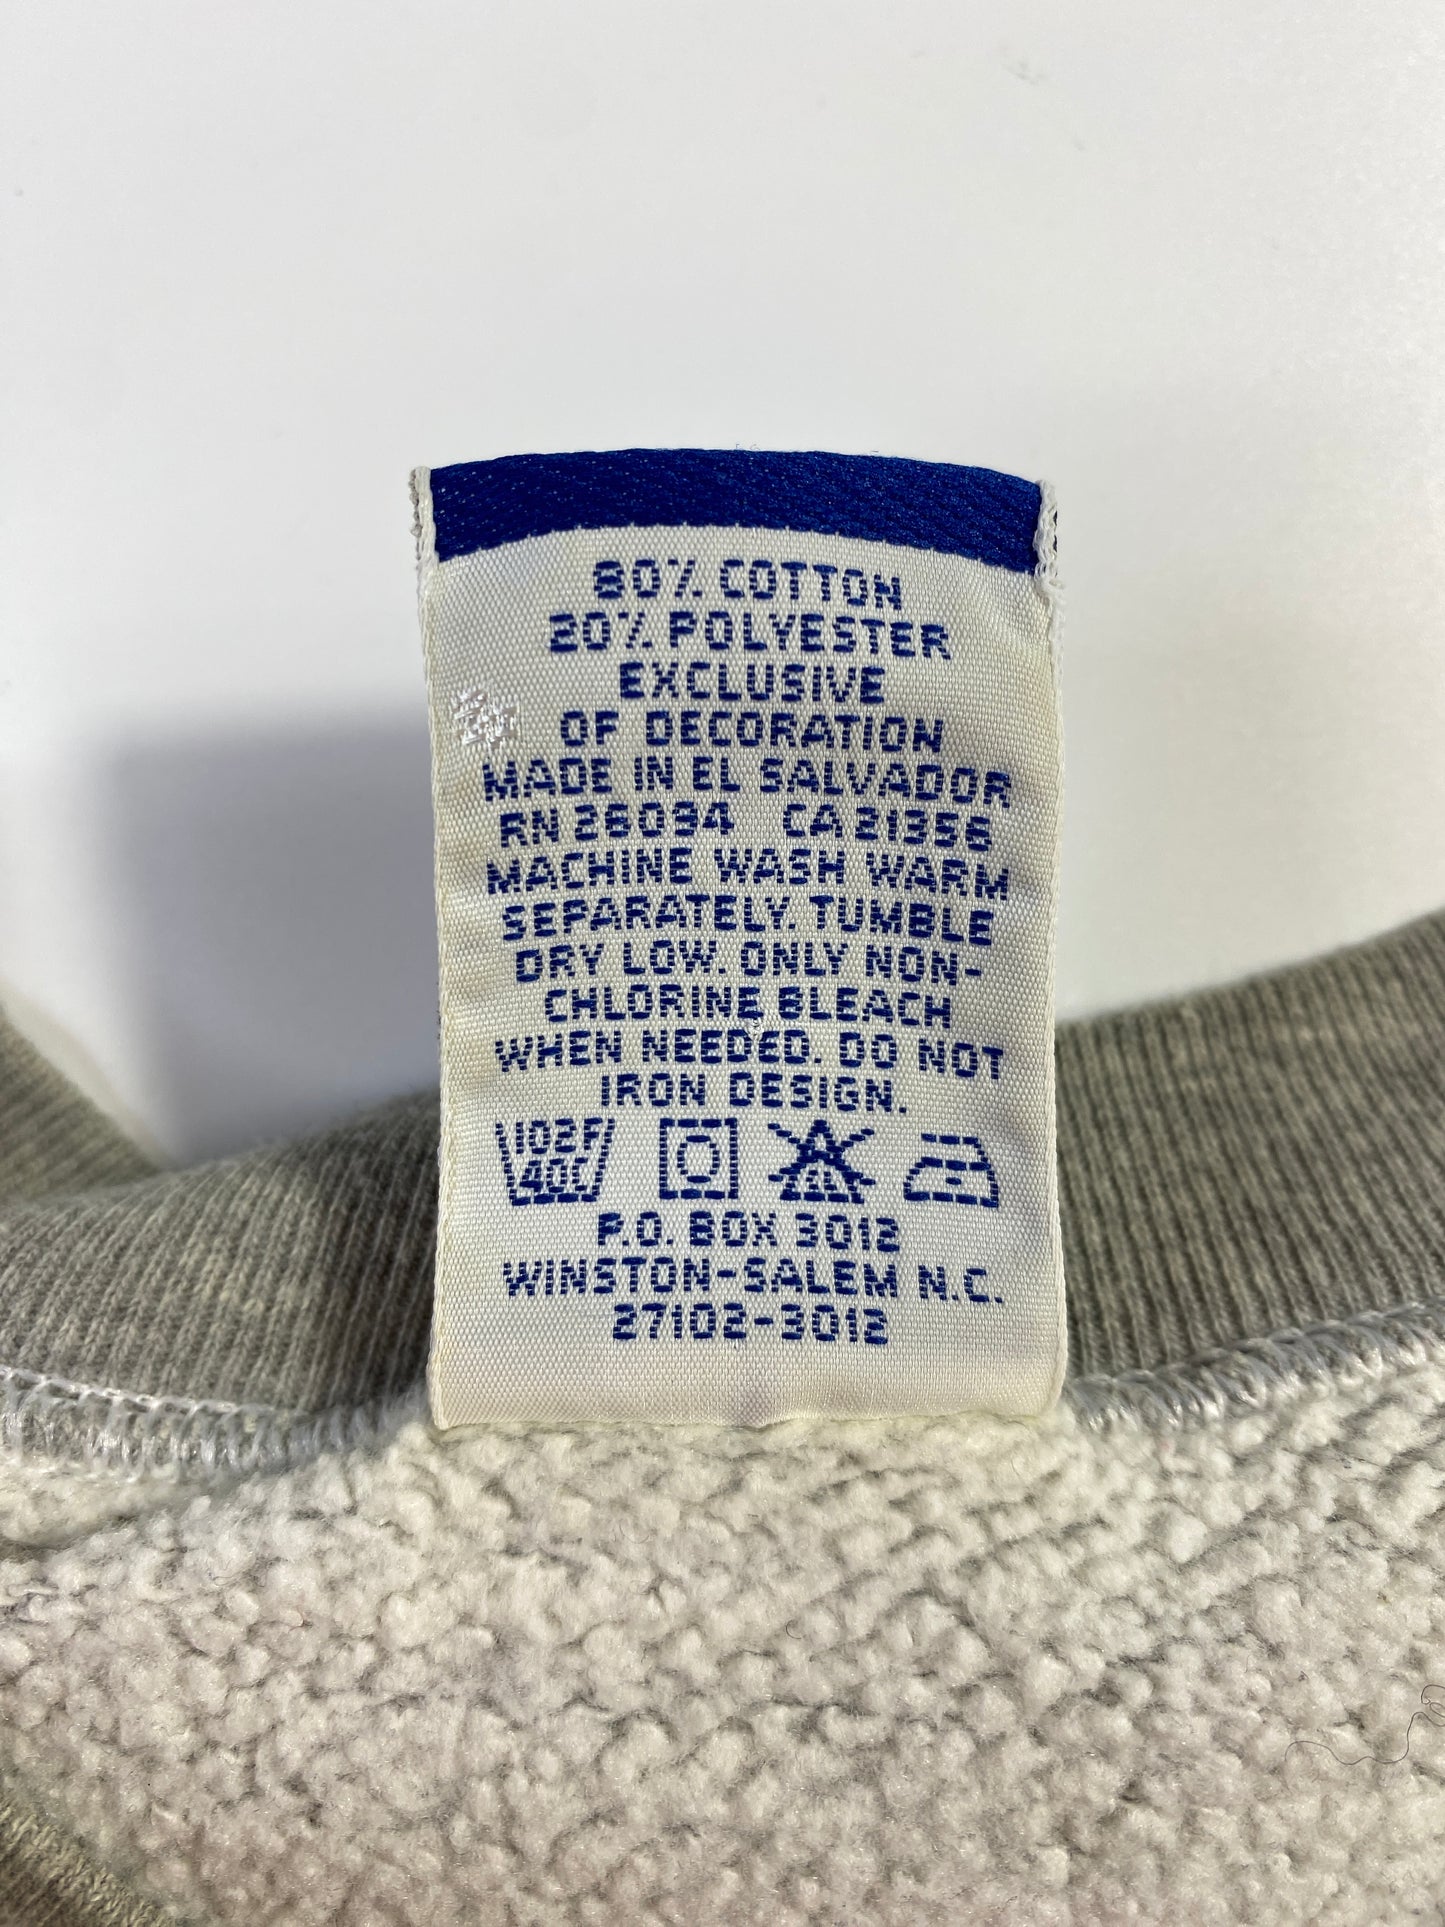 80% COTTON
20% POLYESTER
EXCLUSIVE
OF DECORATION
MADE IN EL SALVADOR
RN 26094 CA 21356
MACHINE WASH WARM
SEPARATELY. TUMBLE
DRY LOW. ONLY NON-
CHLORINE BLEACH
WHEN NEEDED. DO NOT
IRON DESIGN.
102F
40C
P.O. BOX 3012
WINSTON-SALEM N.C.
27102-3012